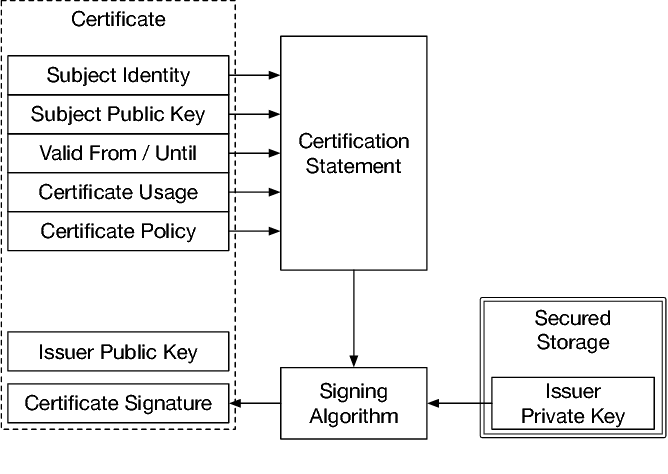 Certificate
Subject Identity
Subject Public Key
Valid From / Until
Certificate Usage
Certificate Policy
Certification
Statement
Issuer Public Key
Certificate Signature
Signing
Algorithm
Secured
Storage
Issuer
Private Key